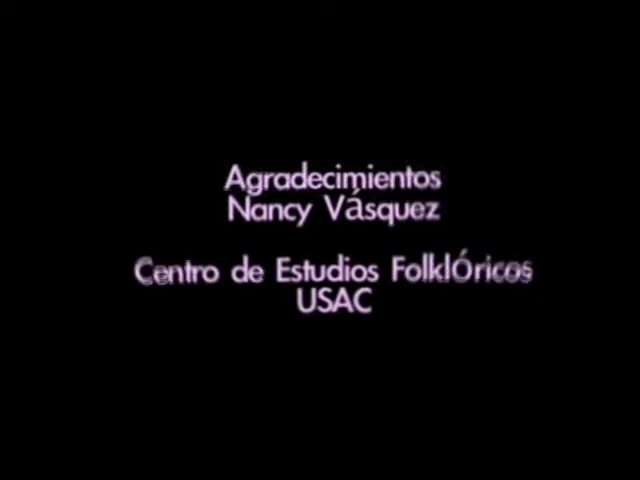 Agradecimientos
Nancy Vásquez
Centro de Estudios FolklÓricos
USAC